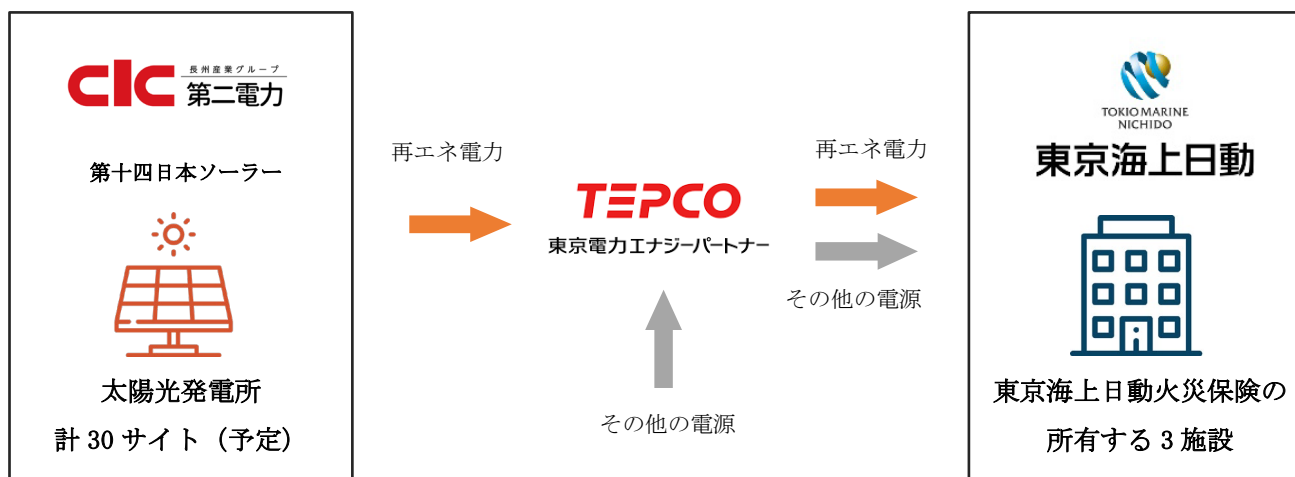 CIC
長州産業グループ
第二電力
第十四日本ソーラー
太陽光発電所
計 30 サイト（予定）
再エネ電力
TEPCO
東京電力エナジーパートナー
その他の電源
再エネ電力
その他の電源
TOKIO MARINE
NICHIDO
東京海上日動
東京海上日動火災保険の
所有する 3 施設